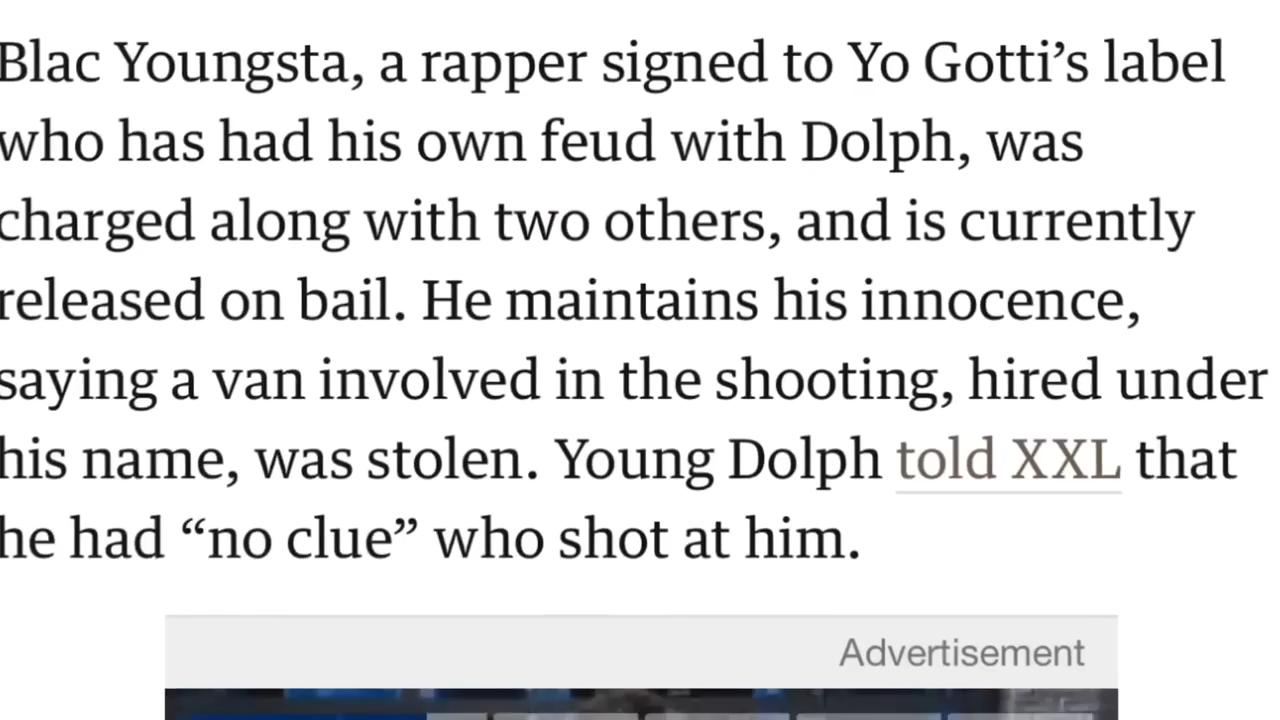 Blac Youngsta, a rapper signed to Yo Gotti’s label
who has had his own feud with Dolph, was
charged along with two others, and is currently
released on bail. He maintains his innocence,
saying a van involved in the shooting, hired under
his name, was stolen. Young Dolph told XXL that
he had “no clue” who shot at him.
Advertisement